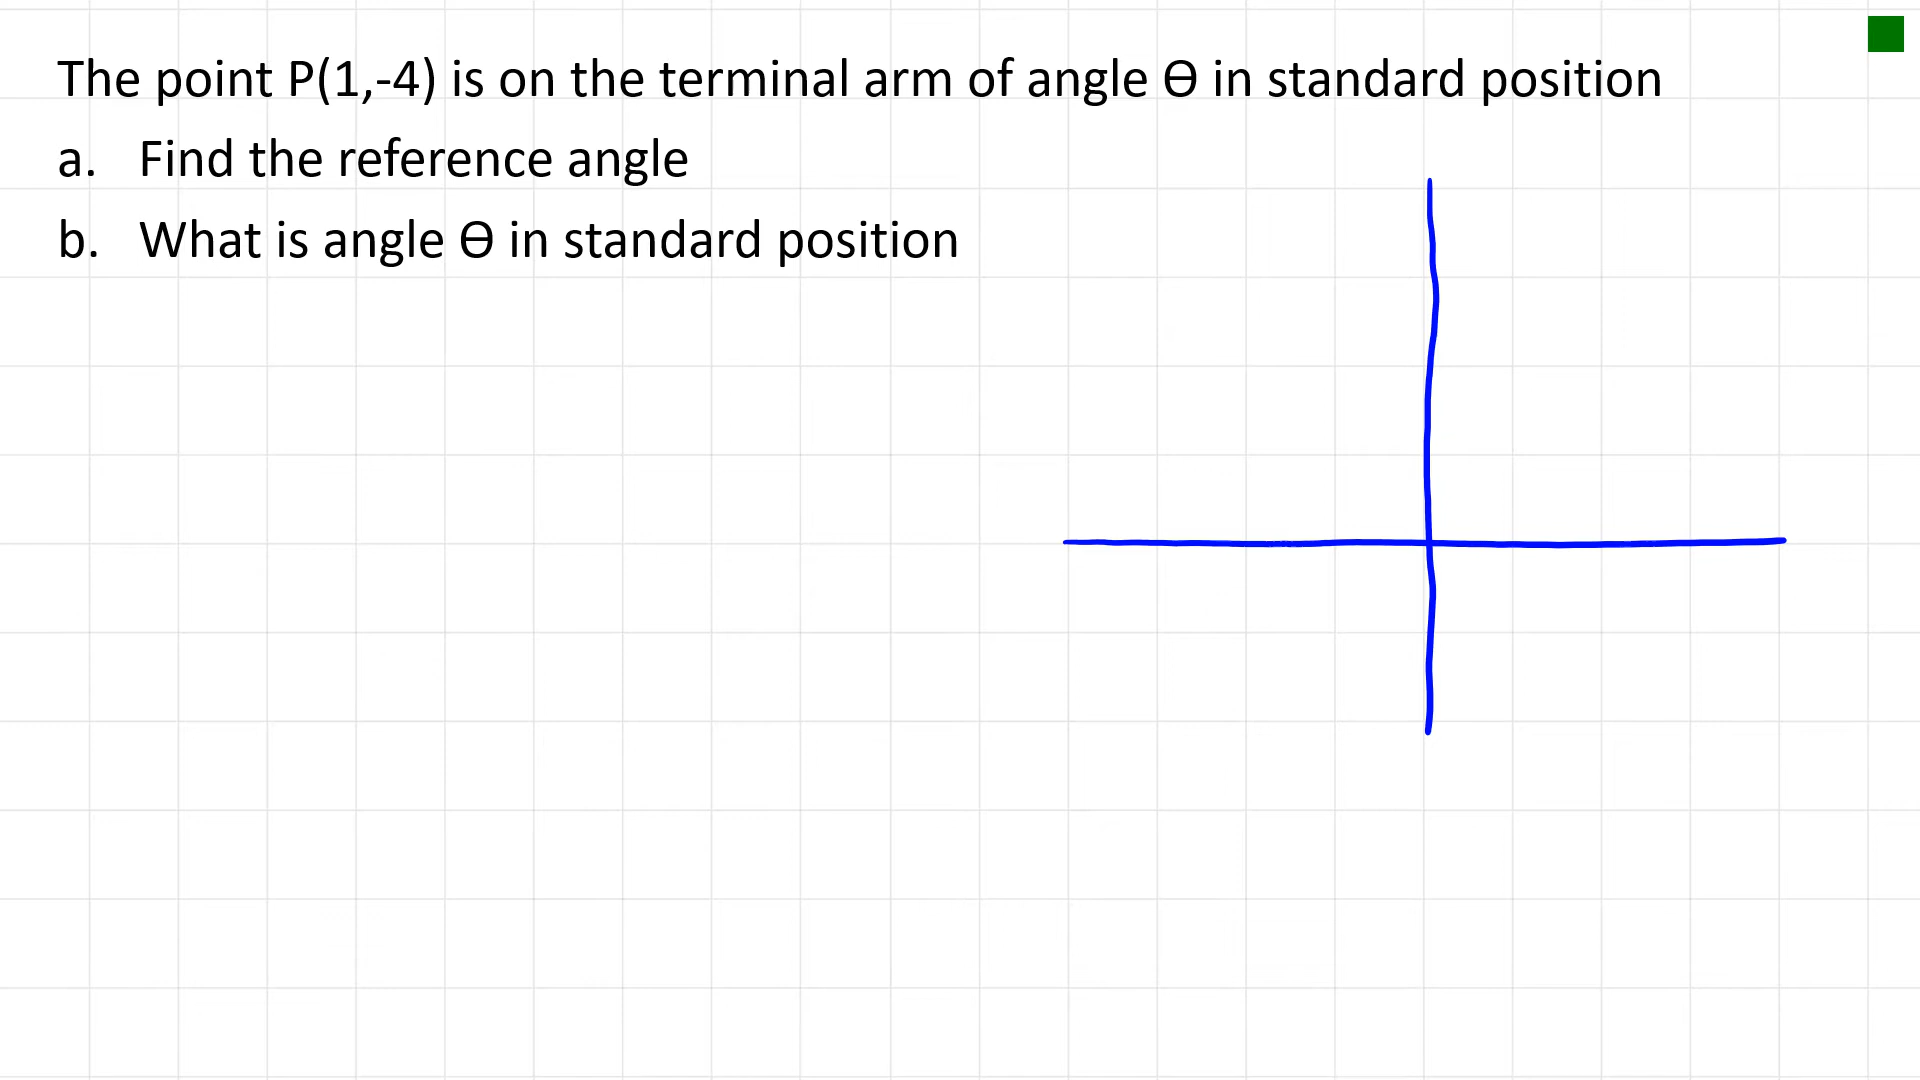 The point P(1,-4) is on the terminal arm of angle Ɵ in standard position
a. Find the reference angle
b. What is angle Ɵ in standard position